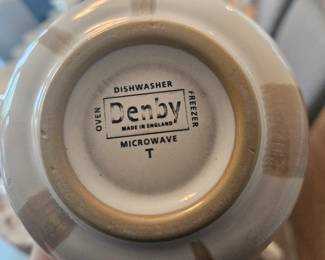 DISHWASHER
OVEN
Denby
MADE IN ENGLAND
FREEZER
MICROWAVE
T